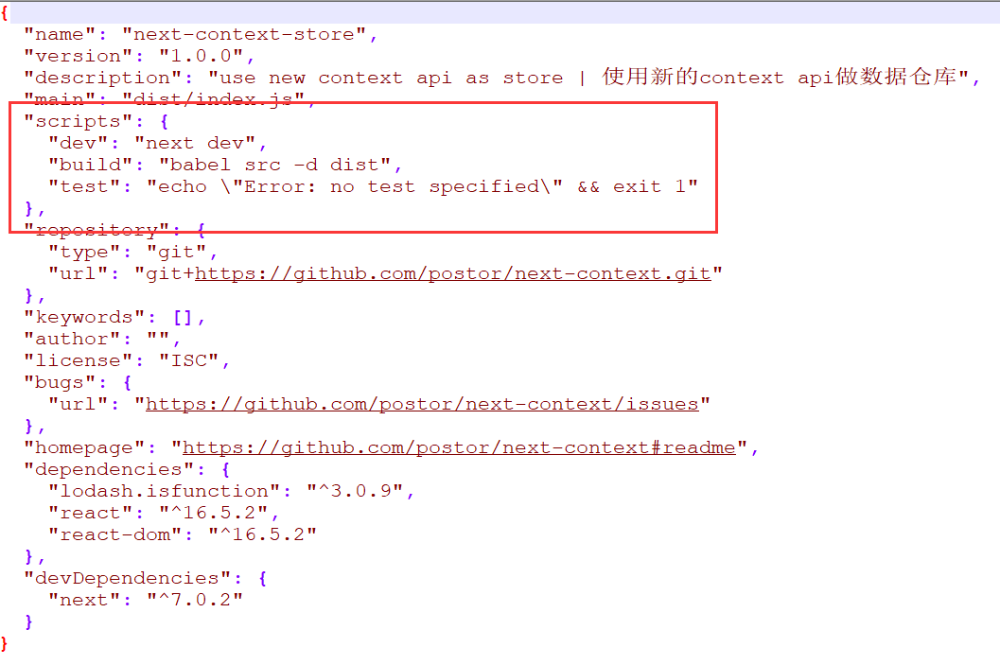 {
"name": "next-context-store",
"version": "1.0.0",
"description": "use new context api as store | 使用新的context api做数据仓库",
"main": "dist/index.js",
"scripts": {
"dev": "next dev",
"build": "babel src -d dist",
"test": "echo \"Error: no test specified\" && exit 1"
},
"repository": {
"type": "git",
"url": "git+https://github.com/postor/next-context.git"
},
"keywords": [],
"author": "",
"license": "ISC",
"bugs": {
"url": "https://github.com/postor/next-context/issues"
},
"homepage": "https://github.com/postor/next-context#readme",
"dependencies": {
"lodash.isfunction": "^3.0.9",
"react": "^16.5.2",
"react-dom": "^16.5.2"
},
"devDependencies": {
"next": "^7.0.2"
}
}